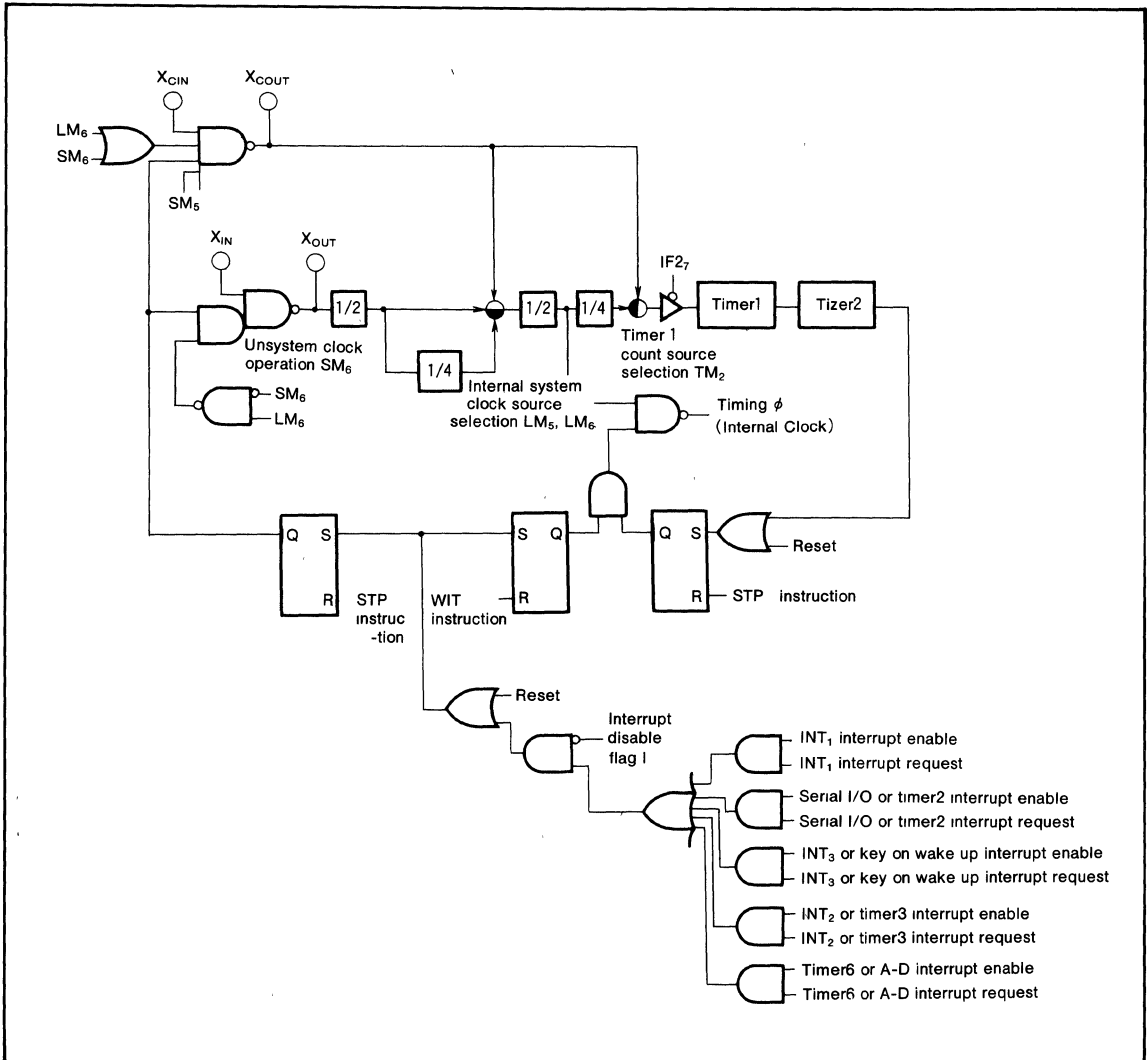 X_CIN X_COUT
LM₆
SM₆
SM₅
X_IN X_OUT
IF2₇
1/2
1/2
1/4
Timer1
Tizer2
Unsystem clock
operation SM₆
1/4
Timer 1
count source
selection TM₂
Internal system
clock source
selection LM₅, LM₆
SM₆
LM₆
Timing ϕ
(Internal Clock)
Q S
R
STP
instruc
-tion
WIT
instruction
S Q
R
Q S
R
Reset
STP instruction
Reset
Interrupt
disable
flag I
INT₁ interrupt enable
INT₁ interrupt request
Serial I/O or timer2 interrupt enable
Serial I/O or timer2 interrupt request
INT₃ or key on wake up interrupt enable
INT₃ or key on wake up interrupt request
INT₂ or timer3 interrupt enable
INT₂ or timer3 interrupt request
Timer6 or A-D interrupt enable
Timer6 or A-D interrupt request